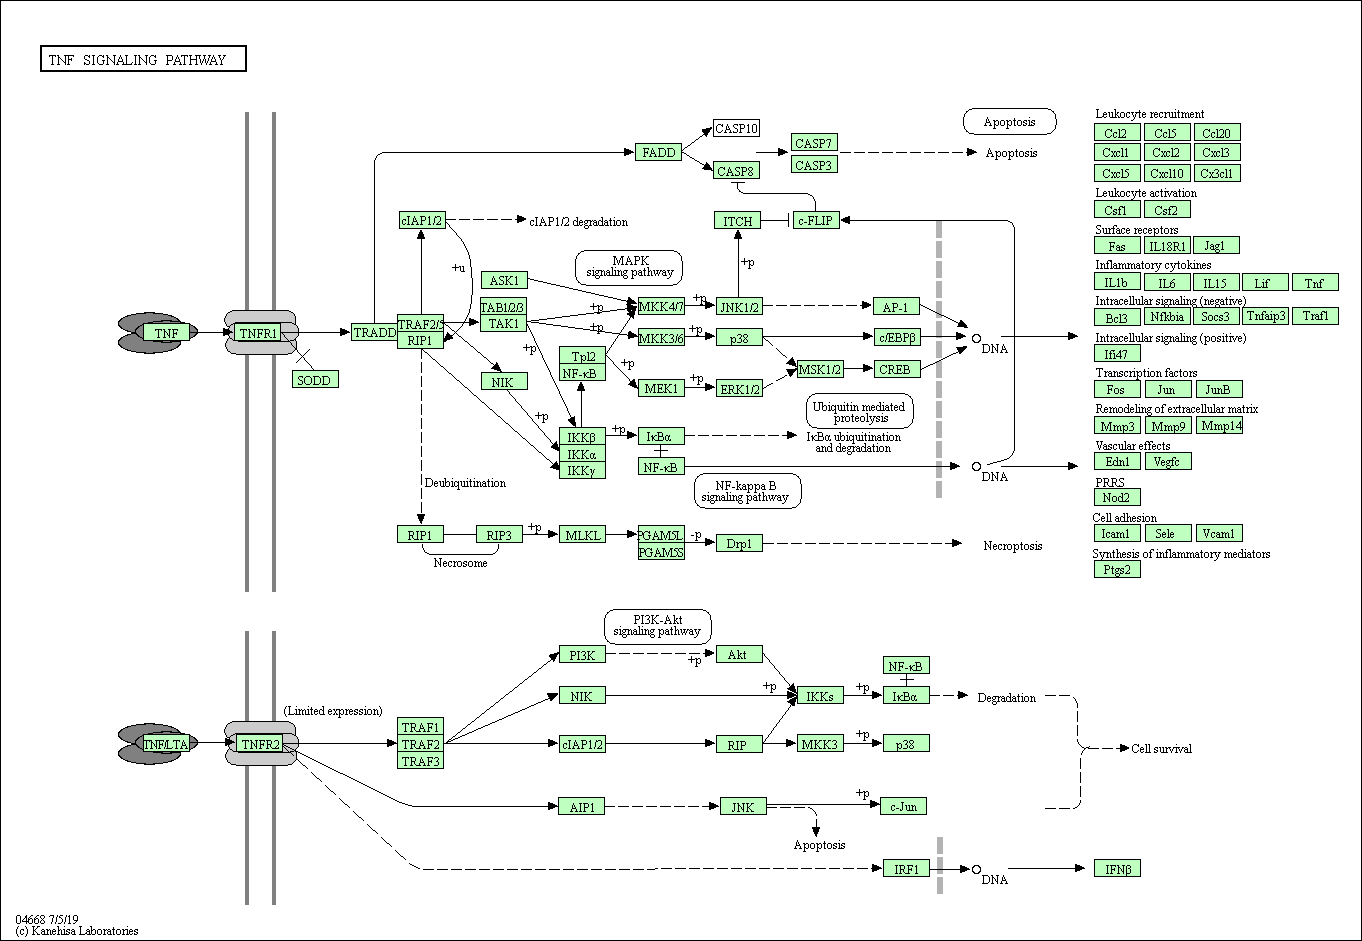 TNF SIGNALING PATHWAY
Apoptosis
CASP10
FADD
CASP8
CASP7
CASP3
Apoptosis
cIAP1/2
cIAP1/2 degradation
ITCH
c-FLIP
+u
+p
MAPK
signaling pathway
ASK1
TAB1/2/3
TAK1
+p
+p
+p
MKK4/7
+p
JNK1/2
AP-1
TNF
TNFR1
SODD
TRADD
TRAF2/5
RIP1
MKK3/6
+p
p38
c/EBPβ
DNA
Tpl2
NF-κB
+p
MSK1/2
CREB
NIK
MEK1
+p
ERK1/2
+p
Ubiquitin mediated
proteolysis
IKKβ
IKKα
IKKγ
+p
IκBα
NF-κB
IκBα ubiquitination
and degradation
DNA
NF-kappa B
signaling pathway
Deubiquitination
RIP1
RIP3
Necrosome
+p
MLKL
PGAM5L
PGAM5S
-p
Drp1
Necroptosis
Leukocyte recruitment
Ccl2 Ccl5 Ccl20
Cxcl1 Cxcl2 Cxcl3
Cxcl5 Cxcl10 Cx3cl1
Leukocyte activation
Csf1 Csf2
Surface receptors
Fas IL18R1 Jag1
Inflammatory cytokines
IL1b IL6 IL15 Lif Tnf
Intracellular signaling (negative)
Bcl3 Nfkbia Socs3 Tnfaip3 Traf1
Intracellular signaling (positive)
Ifi47
Transcription factors
Fos Jun JunB
Remodeling of extracellular matrix
Mmp3 Mmp9 Mmp14
Vascular effects
Edn1 Vegfc
PRRS
Nod2
Cell adhesion
Icam1 Sele Vcam1
Synthesis of inflammatory mediators
Ptgs2
PI3K-Akt
signaling pathway
PI3K
+p
Akt
NF-κB
NIK
+p
IKKs
+p
IκBα
Degradation
(Limited expression)
TNF/LTA
TNFR2
TRAF1
TRAF2
TRAF3
cIAP1/2
RIP
MKK3
+p
p38
Cell survival
AIP1
JNK
+p
c-Jun
Apoptosis
IRF1
DNA
IFNβ
04668 7/5/19
(c) Kanehisa Laboratories